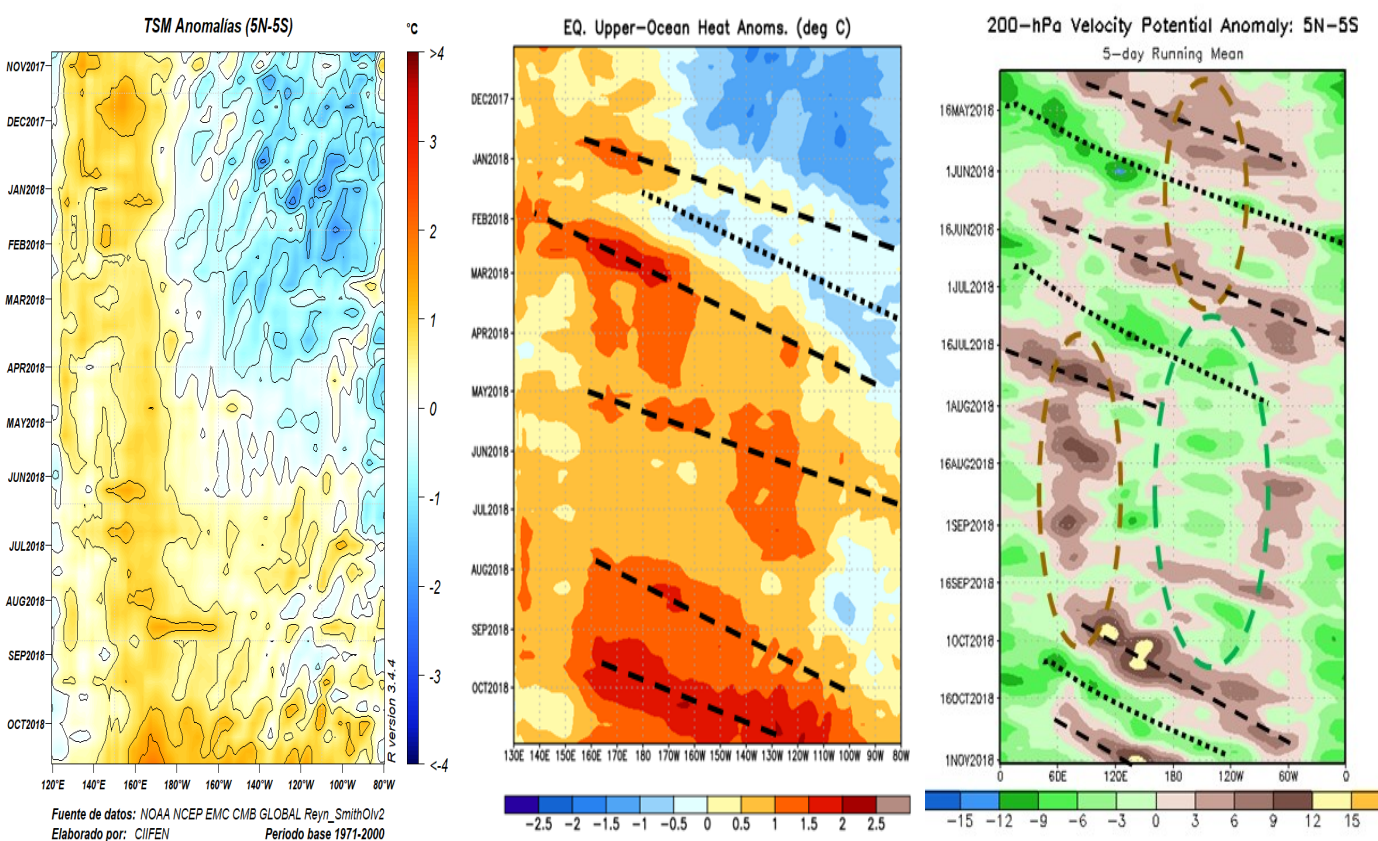 TSM Anomalias (5N-5S)
°C
NOV2017
DEC2017
JAN2018
FEB2018
MAR2018
APR2018
MAY2018
JUN2018
JUL2018
AUG2018
SEP2018
OCT2018
120°E 140°E 160°E 180°W 160°W 140°W 120°W 100°W 80°W
R version 3.4.4
>4
3
2
1
0
-1
-2
-3
<-4
Fuente de datos: NOAA NCEP EMC CMB GLOBAL Reyn_SmithOIv2
Elaborado por: CIIFEN Periodo base 1971-2000
EQ. Upper-Ocean Heat Anoms. (deg C)
DEC2017
JAN2018
FEB2018
MAR2018
APR2018
MAY2018
JUN2018
JUL2018
AUG2018
SEP2018
OCT2018
130E 140E 150E 160E 170E 180 170W 160W 150W 140W 130W 120W 110W 100W 90W 80W
-2.5 -2 -1.5 -1 -0.5 0 0.5 1 1.5 2 2.5
200-hPa Velocity Potential Anomaly: 5N-5S
5-day Running Mean
16MAY2018
1JUN2018
16JUN2018
1JUL2018
16JUL2018
1AUG2018
16AUG2018
1SEP2018
16SEP2018
1OCT2018
16OCT2018
1NOV2018
0 60E 120E 180 120W 60W 0
-15 -12 -9 -6 -3 0 3 6 9 12 15